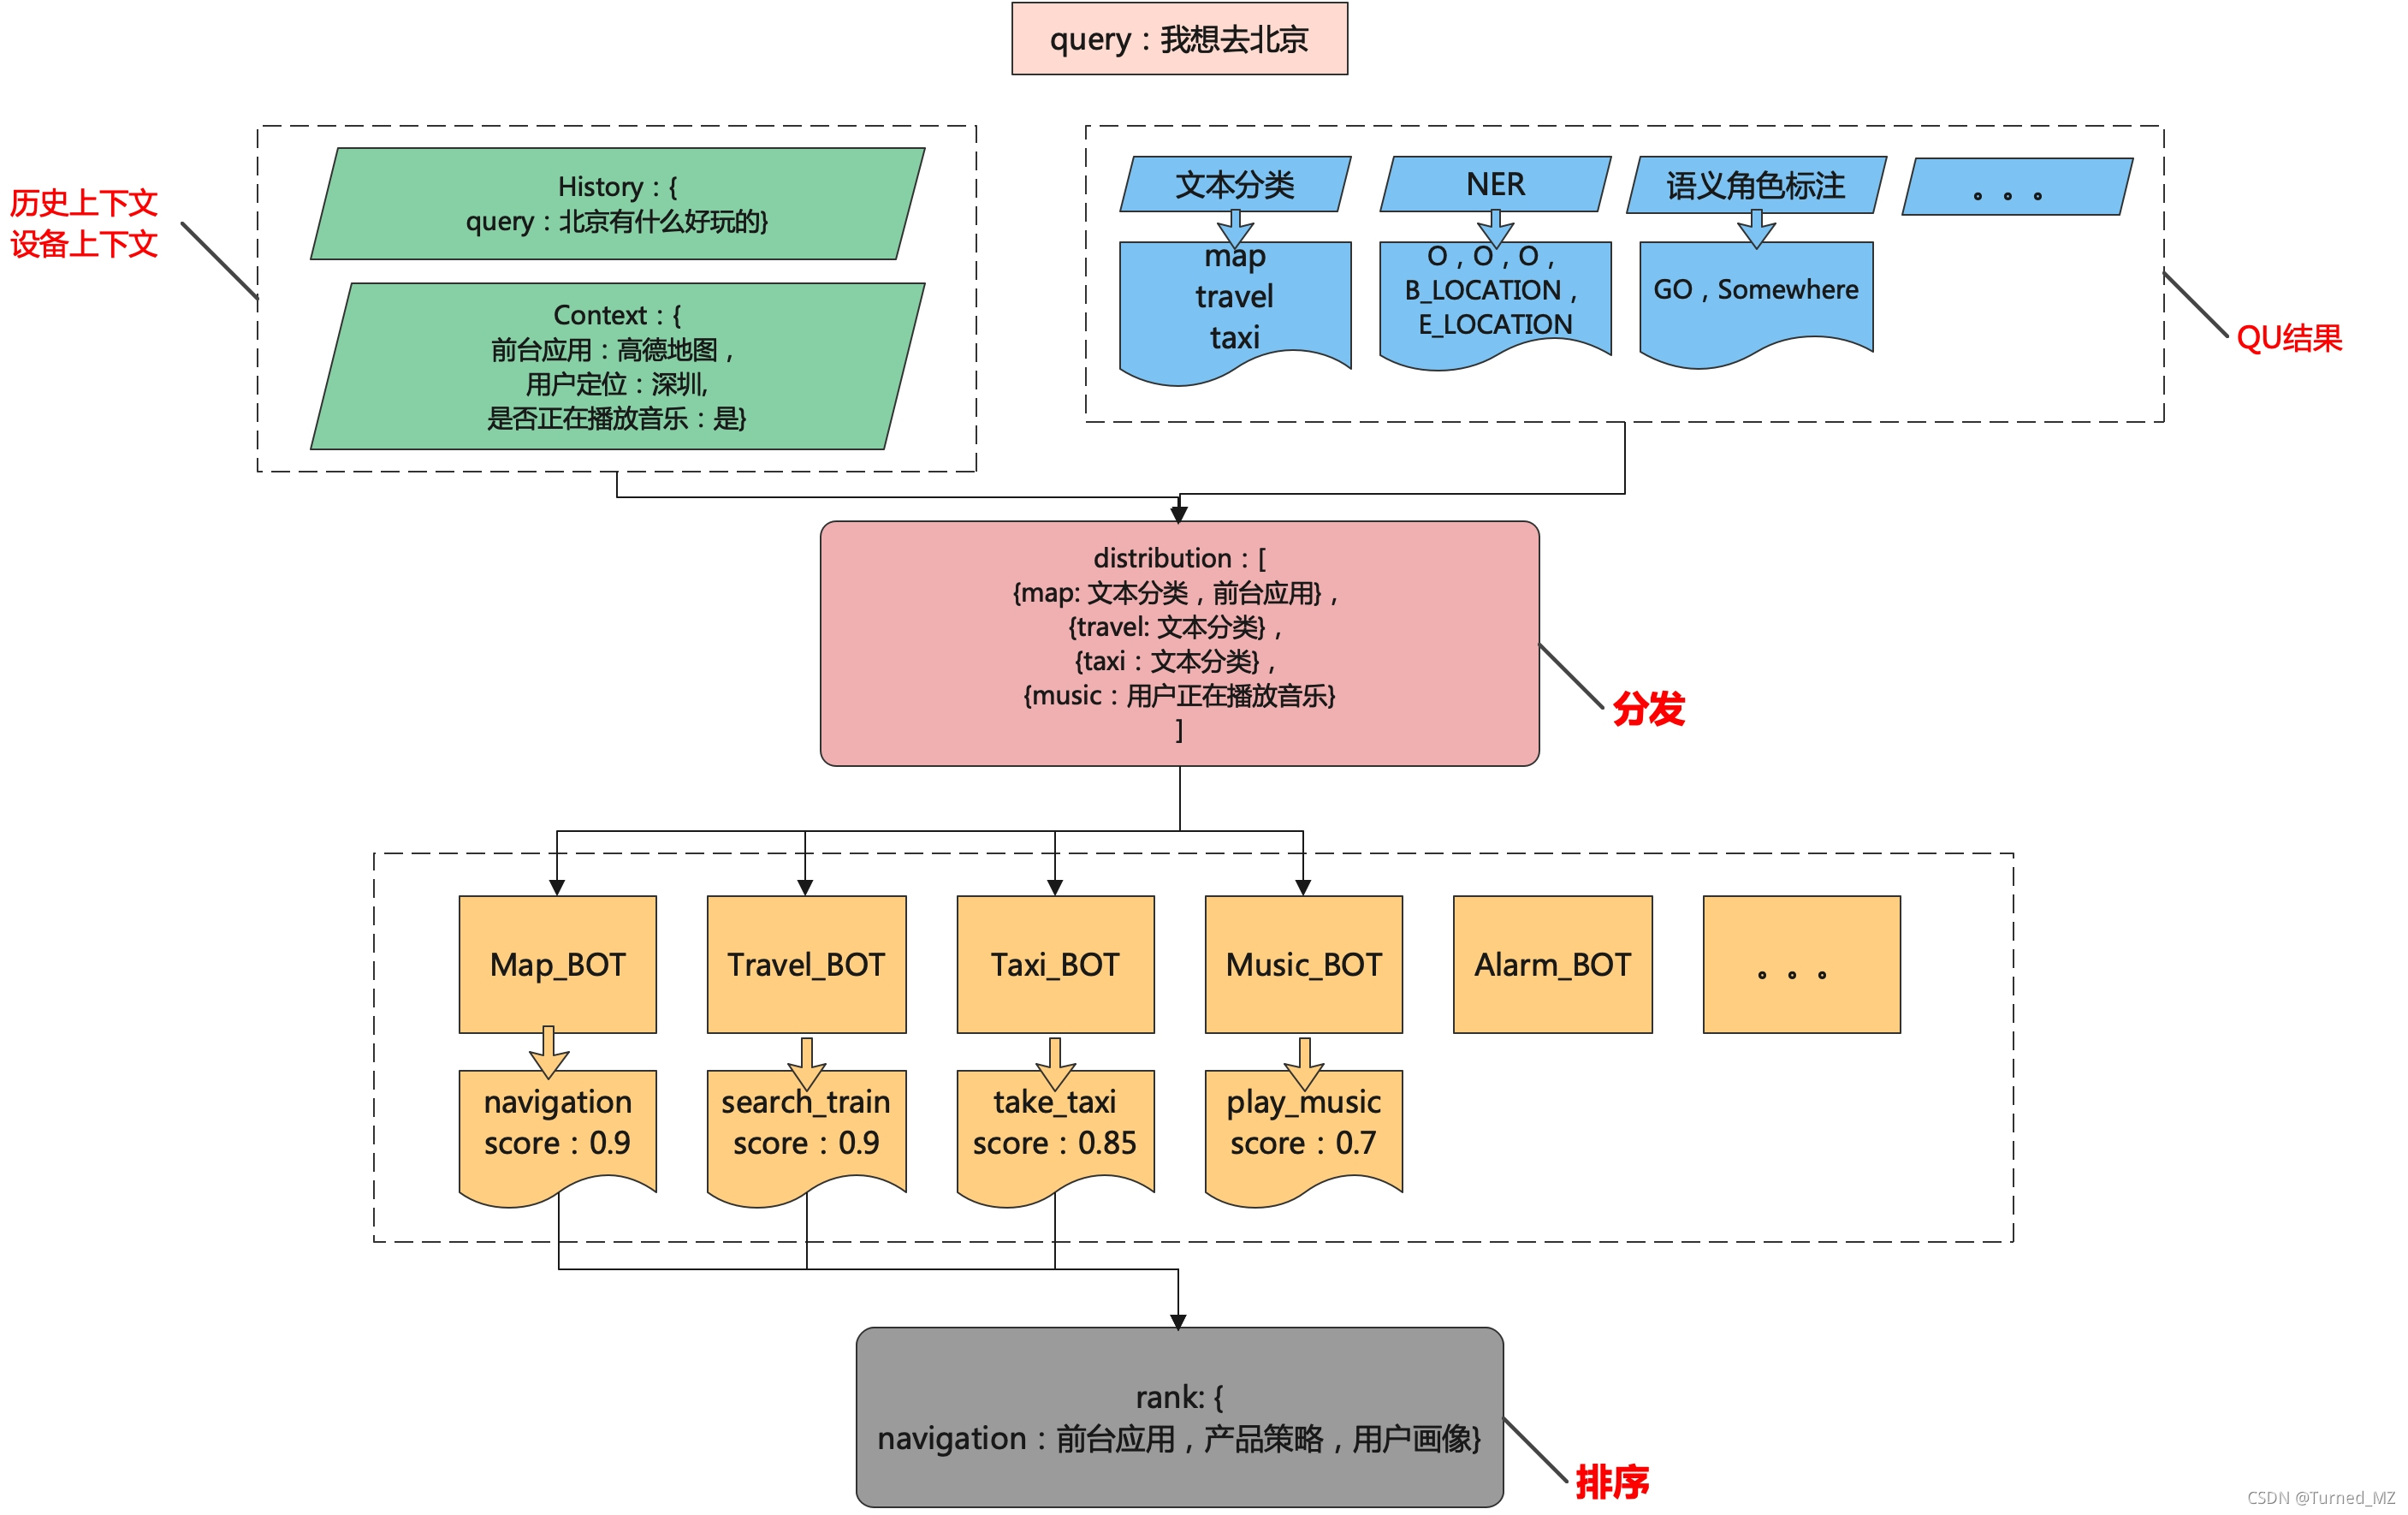 query：我想去北京
历史上下文
设备上下文
History：{
query：北京有什么好玩的}
Context：{
前台应用：高德地图，
用户定位：深圳,
是否正在播放音乐：是}
文本分类
map
travel
taxi
NER
O，O，O，
B_LOCATION，
E_LOCATION
语义角色标注
GO，Somewhere
。。。
QU结果
distribution：[
{map: 文本分类，前台应用}，
{travel: 文本分类}，
{taxi：文本分类}，
{music：用户正在播放音乐}
]
分发
Map_BOT
Travel_BOT
Taxi_BOT
Music_BOT
Alarm_BOT
。。。
navigation
score：0.9
search_train
score：0.9
take_taxi
score：0.85
play_music
score：0.7
rank: {
navigation：前台应用，产品策略，用户画像}
排序
CSDN @Turned_MZ